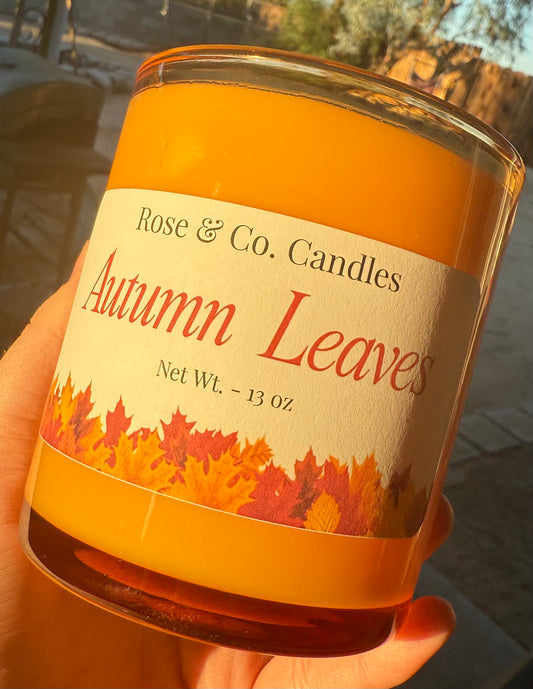 Rose & Co. Candles
Autumn Leaves
Net Wt. - 13 oz